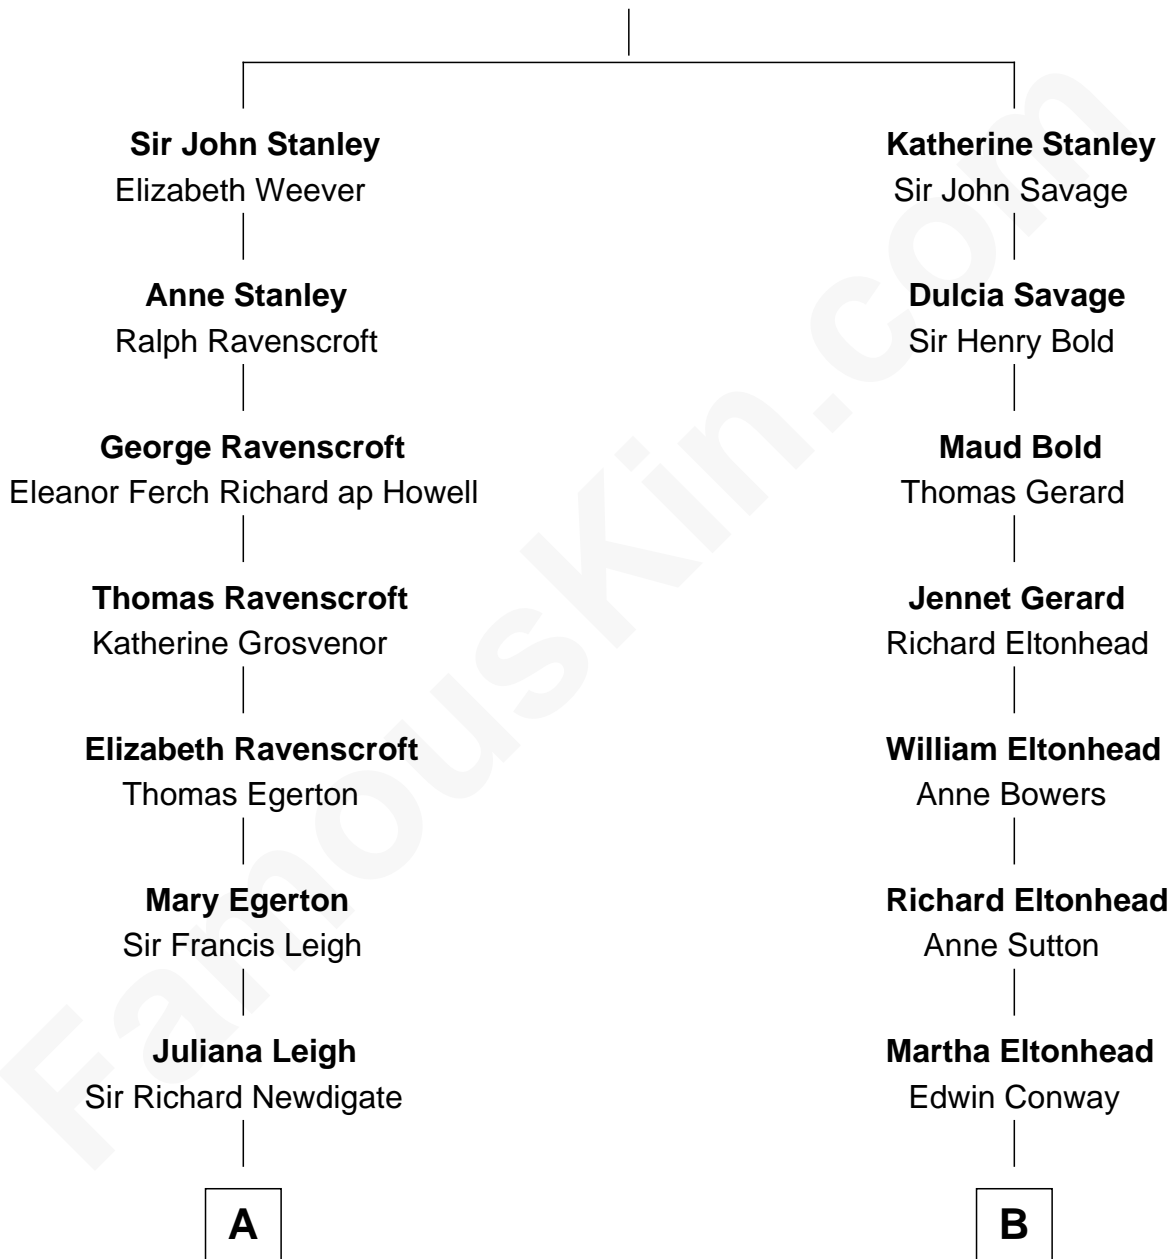 Sir John Stanley
Elizabeth Weever
Katherine Stanley
Sir John Savage
Anne Stanley
Ralph Ravenscroft
Dulcia Savage
Sir Henry Bold
George Ravenscroft
Eleanor Ferch Richard ap Howell
Maud Bold
Thomas Gerard
Thomas Ravenscroft
Katherine Grosvenor
Jennet Gerard
Richard Eltonhead
Elizabeth Ravenscroft
Thomas Egerton
William Eltonhead
Anne Bowers
Mary Egerton
Sir Francis Leigh
Richard Eltonhead
Anne Sutton
Juliana Leigh
Sir Richard Newdigate
Martha Eltonhead
Edwin Conway
A
B
FamousKin.com